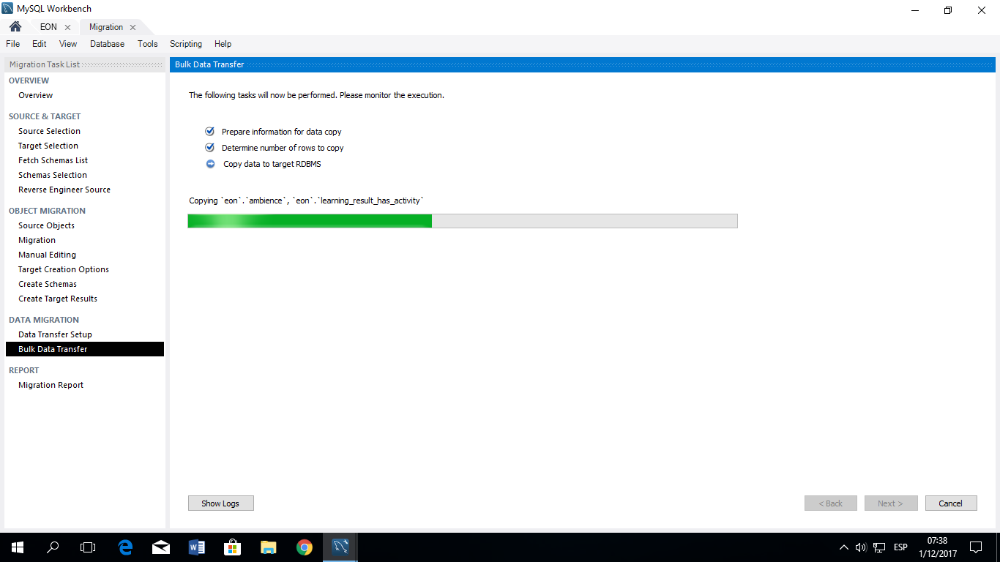 MySQL Workbench
EON
Migration
File Edit View Database Tools Scripting Help
Migration Task List
OVERVIEW
Overview
SOURCE & TARGET
Source Selection
Target Selection
Fetch Schemas List
Schemas Selection
Reverse Engineer Source
OBJECT MIGRATION
Source Objects
Migration
Manual Editing
Target Creation Options
Create Schemas
Create Target Results
DATA MIGRATION
Data Transfer Setup
Bulk Data Transfer
REPORT
Migration Report
Bulk Data Transfer
The following tasks will now be performed. Please monitor the execution.
Prepare information for data copy
Determine number of rows to copy
Copy data to target RDBMS
Copying `eon`.`ambience`, `eon`.`learning_result_has_activity`
Show Logs
< Back
Next >
Cancel
ESP
07:38
1/12/2017